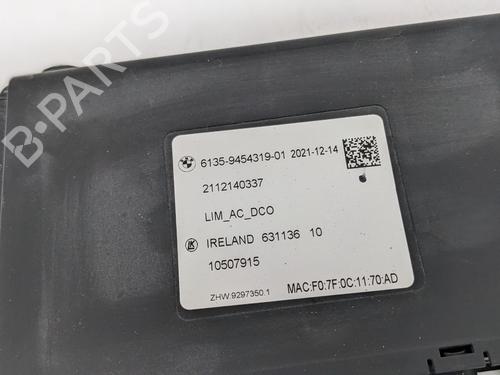 B-PARTS
6135-9454319-01 2021-12-14
2112140337
LIM_AC_DCO
LK IRELAND 631136 10
10507915
ZHW:9297350.1 MAC:F0:7F:0C:11:70:AD